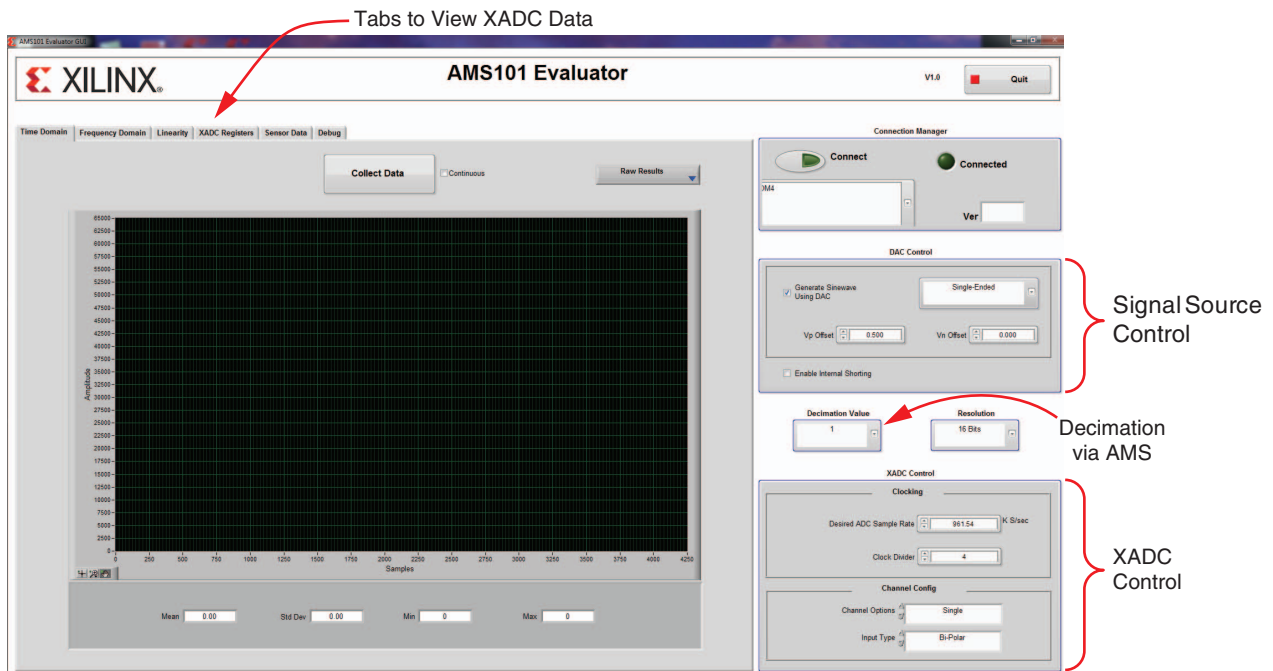 Tabs to View XADC Data
AMS101 Evaluator GUI
XILINX®
AMS101 Evaluator
V1.0
Quit
Time Domain
Frequency Domain
Linearity
XADC Registers
Sensor Data
Debug
Collect Data
Continuous
Raw Results
Amplitude
65000
62500
60000
57500
55000
52500
50000
47500
45000
42500
40000
37500
35000
32500
30000
27500
25000
22500
20000
17500
15000
12500
10000
7500
5000
2500
0
0 250 500 750 1000 1250 1500 1750 2000 2250 2500 2750 3000 3250 3500 3750 4000 4250
Samples
Mean 0.00
Std Dev 0.00
Min 0
Max 0
Connection Manager
Connect
Connected
OM4
Ver
DAC Control
Generate Sinewave
Using DAC
Single-Ended
Vp Offset 0.500
Vn Offset 0.000
Enable Internal Shorting
Signal Source
Control
Decimation Value
1
Resolution
16 Bits
Decimation
via AMS
XADC Control
Clocking
Desired ADC Sample Rate 961.54 K S/sec
Clock Divider 4
Channel Config
Channel Options Single
Input Type Bi-Polar
XADC
Control